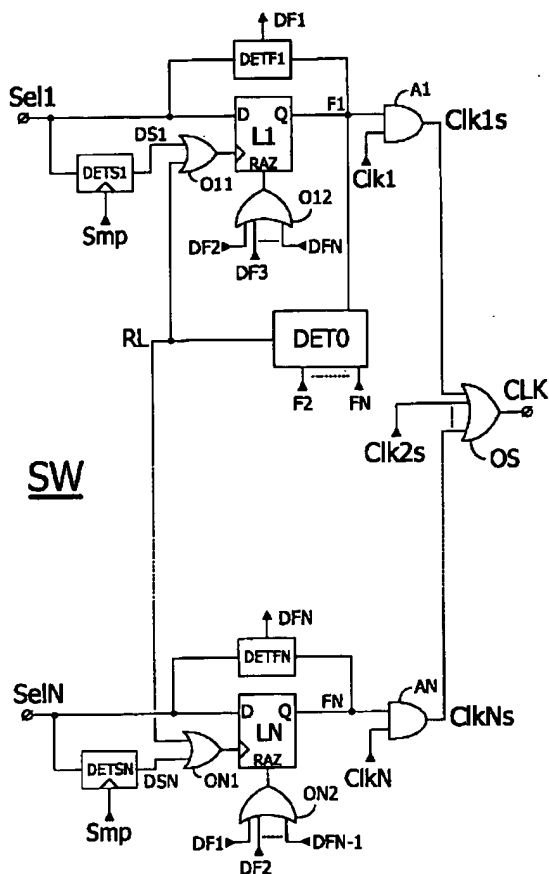 DF1
DETF1
Sel1
F1
A1
D Q
L1
RAZ
DS1
O11
Clk1s
Clk1
DETS1
Smp
O12
DF2
DF3
DFN
RL
DET0
F2 FN
CLK
Clk2s
OS
SW
DFN
DETFN
SelN
FN
AN
D Q
LN
RAZ
ClkNs
ClkN
DETSN
DSN
ON1
ON2
Smp
DF1
DF2
DFN-1